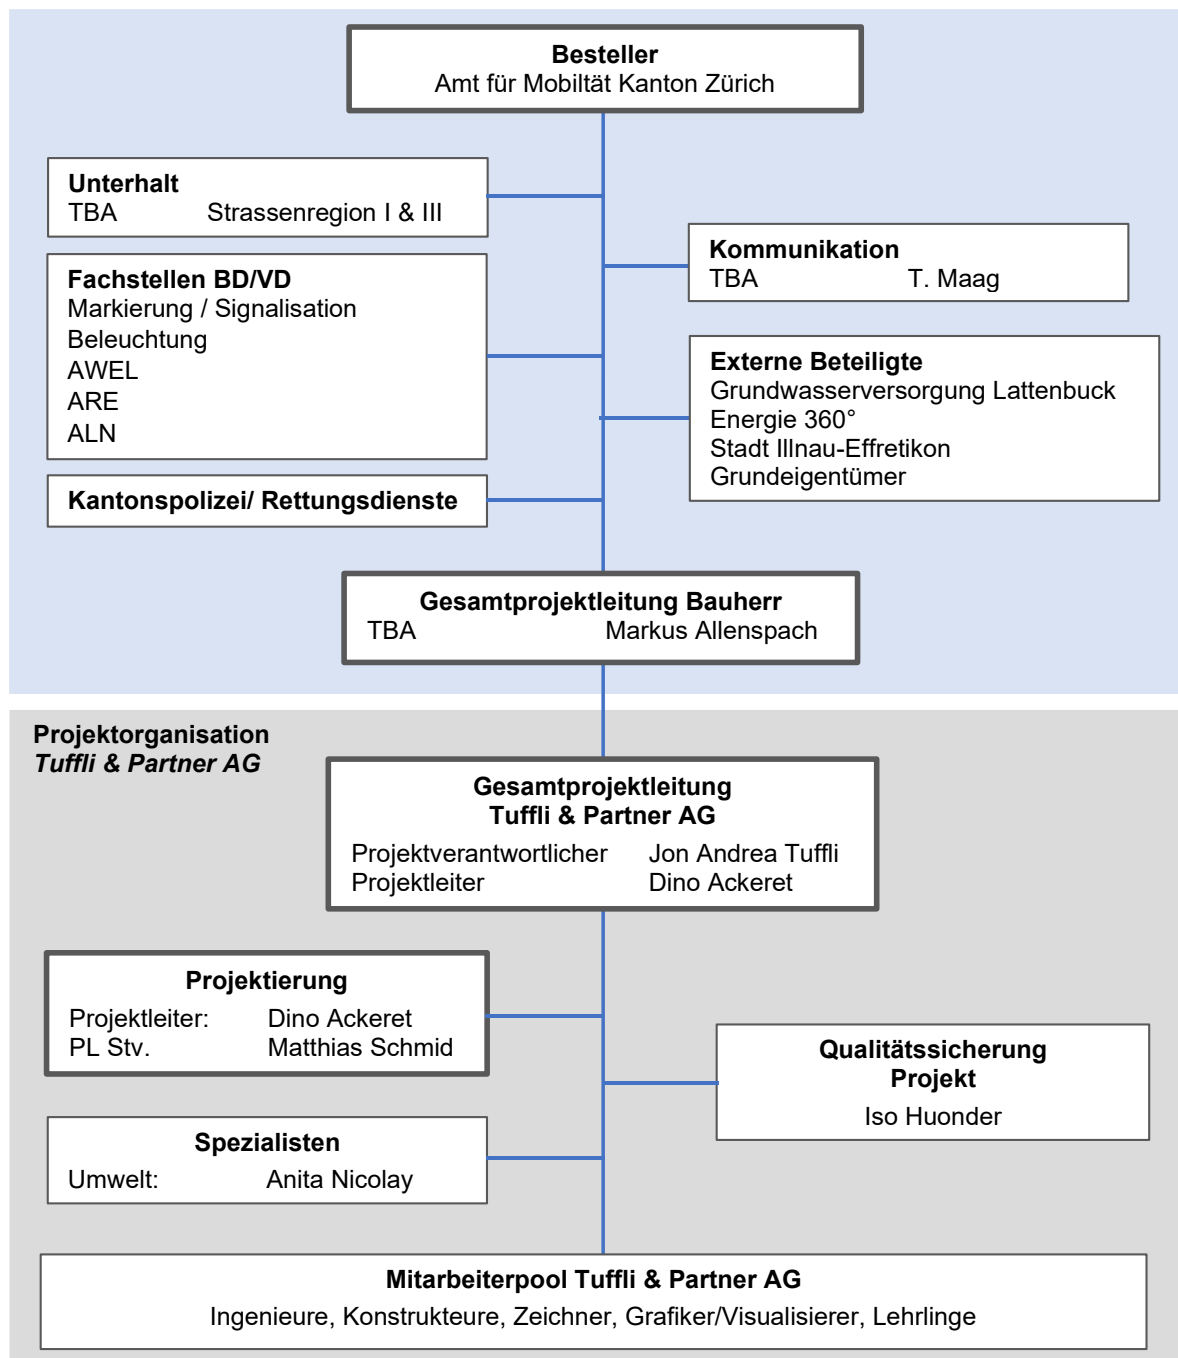 Besteller
Amt für Mobiltät Kanton Zürich
Unterhalt
TBA Strassenregion I & III
Kommunikation
TBA T. Maag
Fachstellen BD/VD
Markierung / Signalisation
Beleuchtung
AWEL
ARE
ALN
Externe Beteiligte
Grundwasserversorgung Lattenbuck
Energie 360°
Stadt Illnau-Effretikon
Grundeigentümer
Kantonspolizei/ Rettungsdienste
Gesamtprojektleitung Bauherr
TBA Markus Allenspach
Projektorganisation
Tuffli & Partner AG
Gesamtprojektleitung
Tuffli & Partner AG
Projektverantwortlicher Jon Andrea Tuffli
Projektleiter Dino Ackeret
Projektierung
Projektleiter: Dino Ackeret
PL Stv. Matthias Schmid
Qualitätssicherung
Projekt
Iso Huonder
Spezialisten
Umwelt: Anita Nicolay
Mitarbeiterpool Tuffli & Partner AG
Ingenieure, Konstrukteure, Zeichner, Grafiker/Visualisierer, Lehrlinge